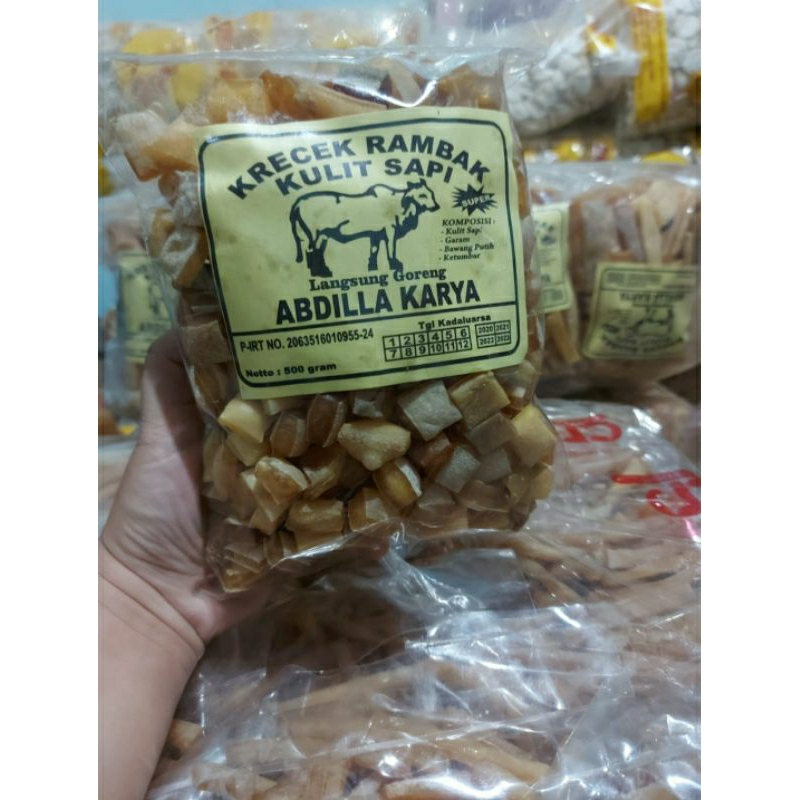 KRECEK RAMBAK
KULIT SAPI
SUPER
KOMPOSISI :
- Kulit Sapi
- Garam
- Bawang Putih
- Ketumbar
Langsung Goreng
ABDILLA KARYA
P-IRT NO. 2063516010955-24
Tgl Kadaluarsa
1 2 3 4 5 6 2020 2021
7 8 9 10 11 12 2022 2023
Netto : 500 gram